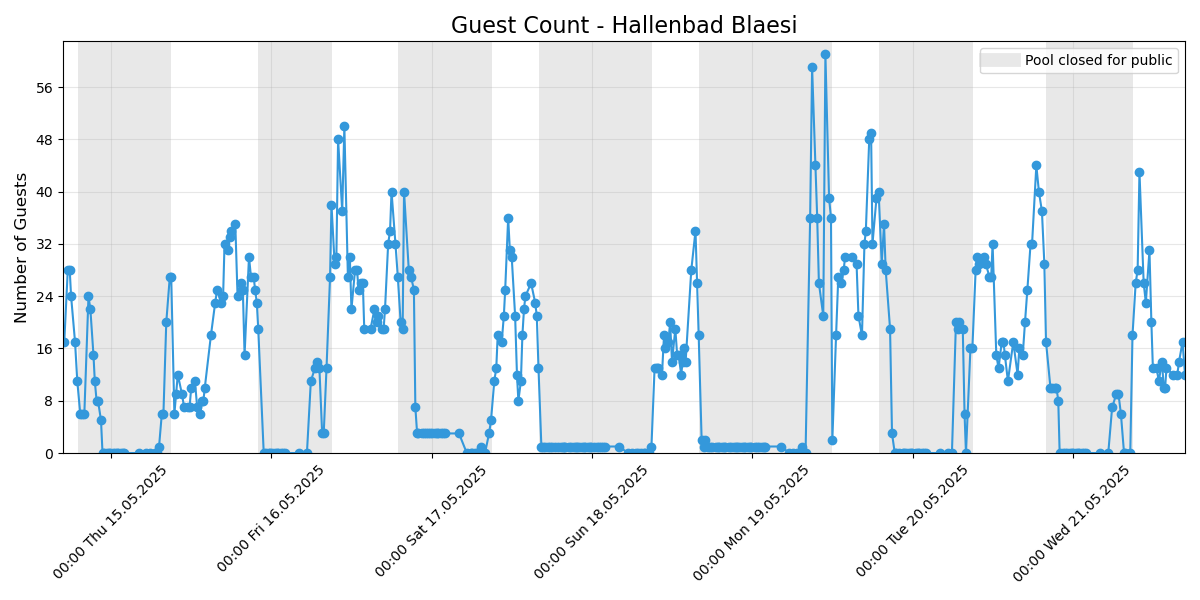 Guest Count - Hallenbad Blaesi
Pool closed for public
Number of Guests
56
48
40
32
24
16
8
0
00:00 Thu 15.05.2025
00:00 Fri 16.05.2025
00:00 Sat 17.05.2025
00:00 Sun 18.05.2025
00:00 Mon 19.05.2025
00:00 Tue 20.05.2025
00:00 Wed 21.05.2025